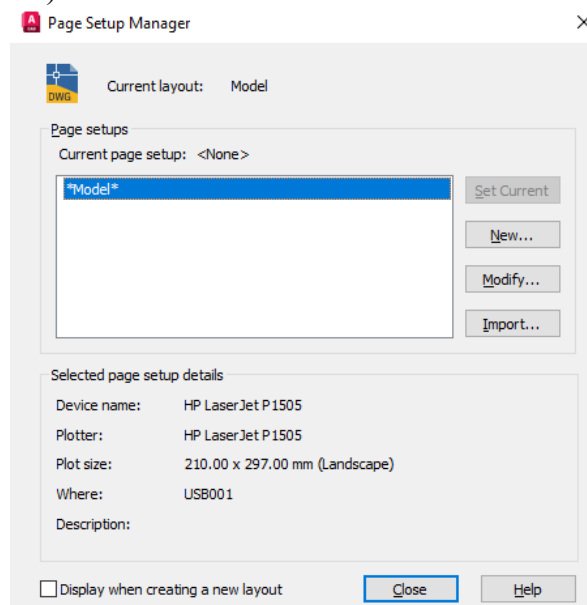 Page Setup Manager
DWG
Current layout: Model
Page setups
Current page setup: <None>
*Model*
Set Current
New...
Modify...
Import...
Selected page setup details
Device name: HP LaserJet P1505
Plotter: HP LaserJet P1505
Plot size: 210.00 x 297.00 mm (Landscape)
Where: USB001
Description:
Display when creating a new layout
Close
Help